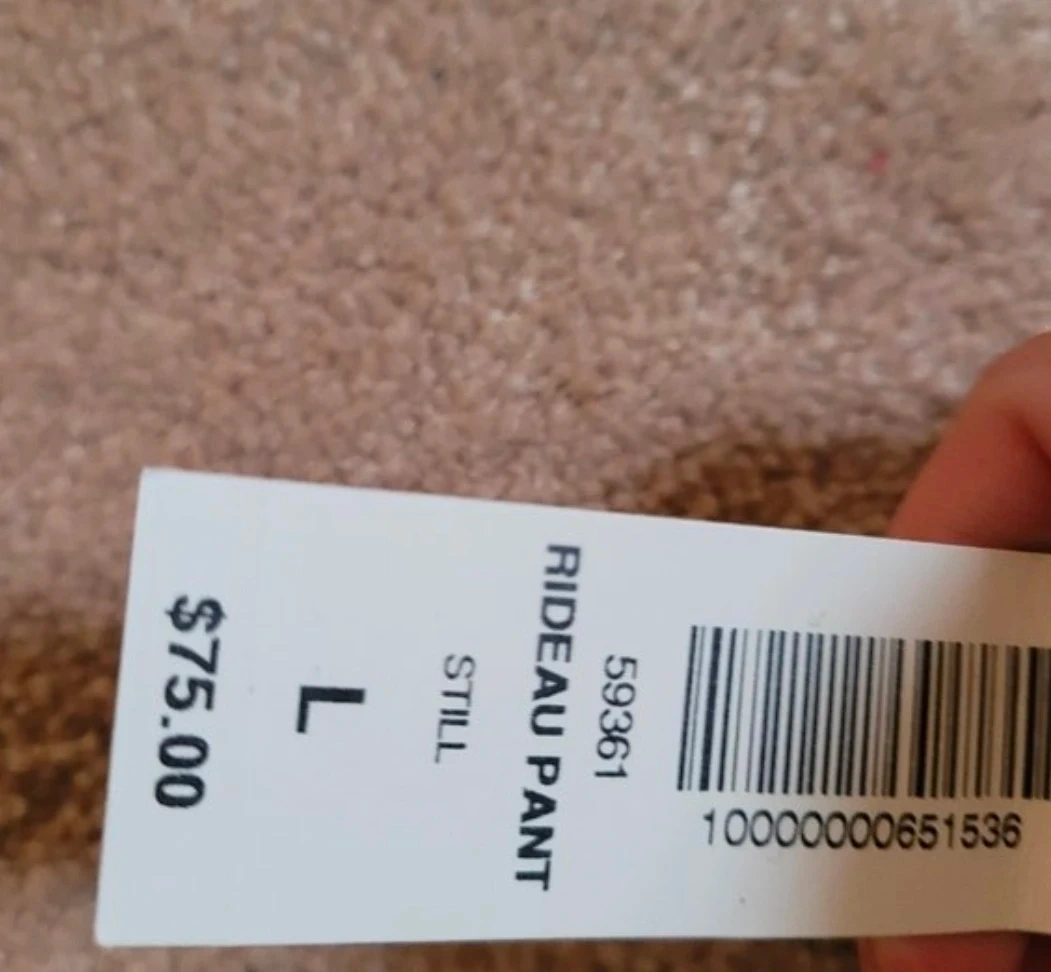 10000000651536
59361
RIDEAU PANT
STILL
L
$75.00